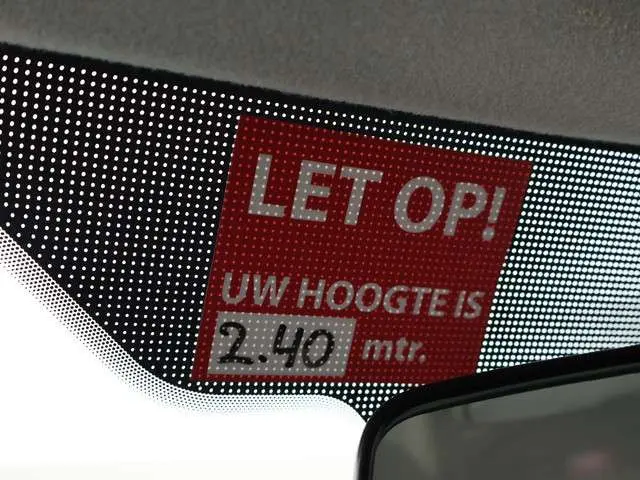 LET OP!
UW HOOGTE IS
2.40 mtr.